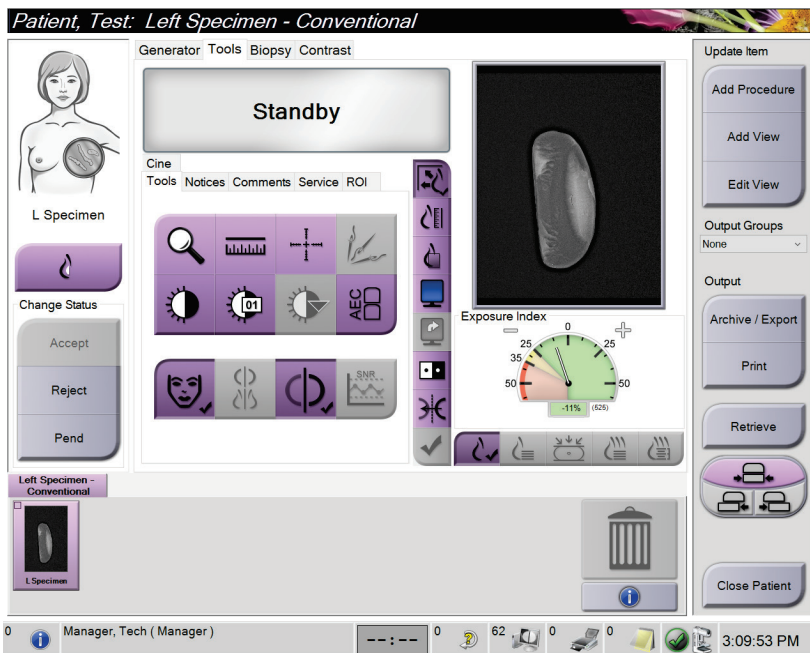 Patient, Test:  Left Specimen - Conventional
Generator Tools Biopsy Contrast
Standby
Cine
Tools Notices Comments Service ROI
01
AEC
SNR
L Specimen
Change Status
Accept
Reject
Pend
Exposure Index
0
25 25
35
50 50
-11% (525)
Update Item
Add Procedure
Add View
Edit View
Output Groups
None
Output
Archive / Export
Print
Retrieve
Close Patient
Left Specimen -
Conventional
L Specimen
0 Manager, Tech ( Manager ) --:-- 0 62 0 0 3:09:53 PM